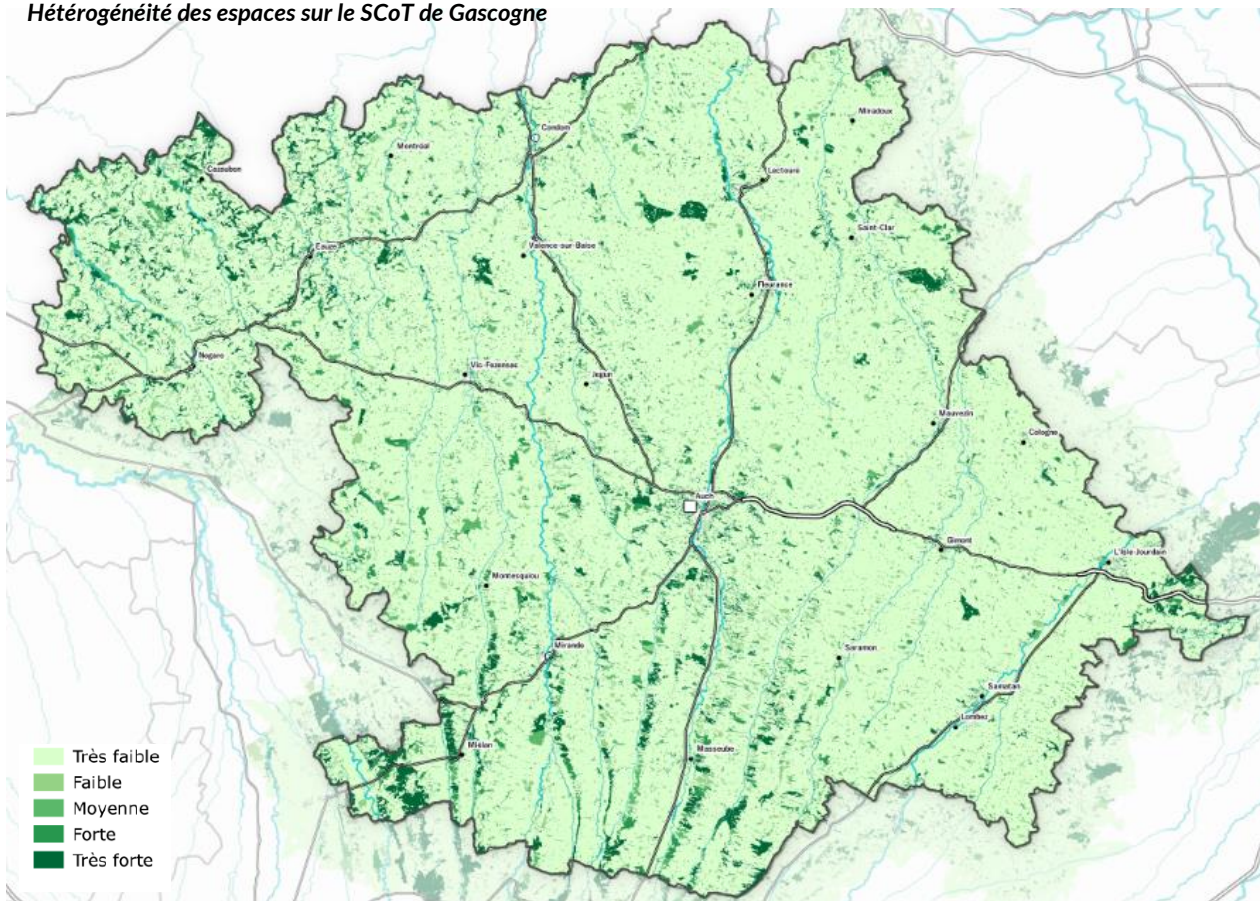 Hétérogénéité des espaces sur le SCoT de Gascogne
Condom
Miradoux
Montréal
Cazaubon
Lectoure
Saint-Clar
Eauze
Valence-sur-Baïse
Fleurance
Nogaro
Vic-Fezensac
Jegun
Mauvezin
Cologne
Auch
Gimont
L'Isle-Jourdain
Montesquiou
Mirande
Saramon
Samatan
Lombez
Miélan
Masseube
Très faible
Faible
Moyenne
Forte
Très forte